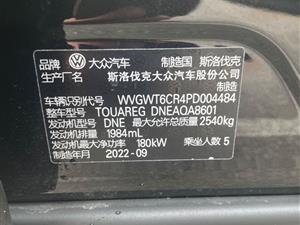 品牌 大众汽车 制造国 斯洛伐克
生产厂名 斯洛伐克大众汽车股份公司
车辆识别代号 WVGWT6CR4PD004484
整车型号 TOUAREG DNEAQA8601
发动机型号 DNE 最大允许总质量 2540kg
发动机排量 1984mL
发动机最大净功率 180kW 乘坐人数 5
制造年月 2022-09